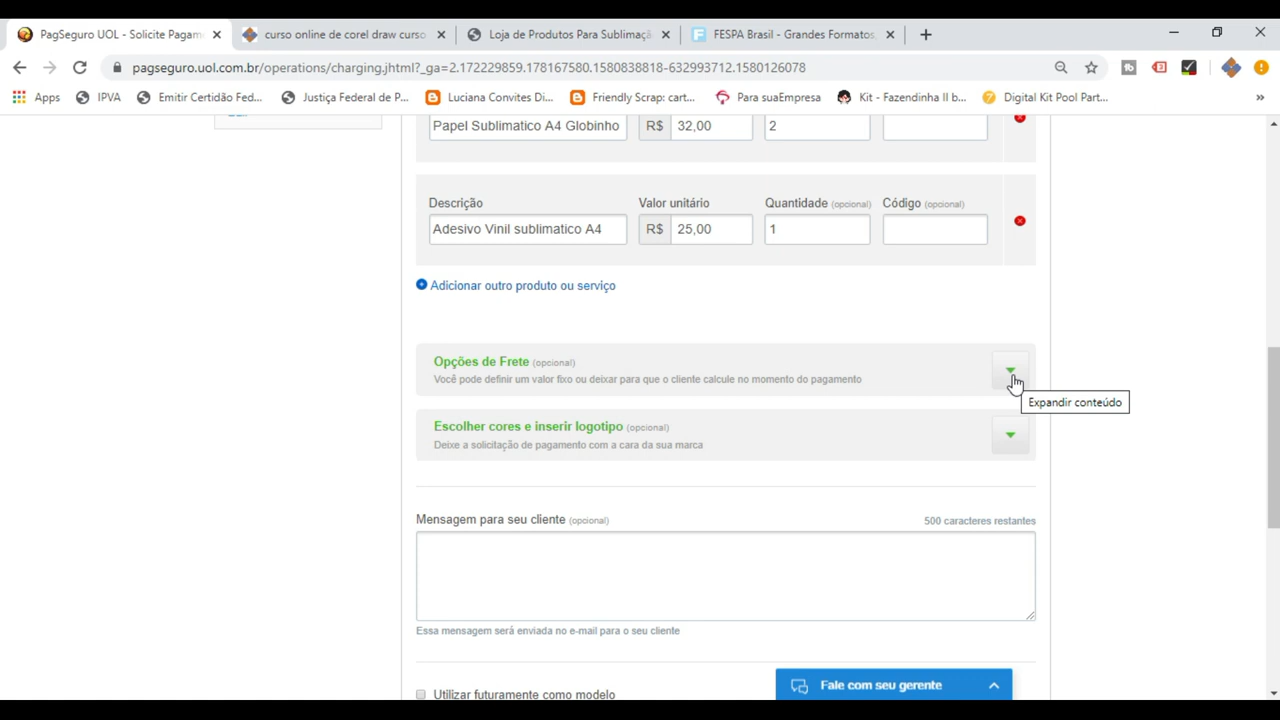 PagSeguro UOL - Solicite Pagam
curso online de corel draw curso
Loja de Produtos Para Sublimaçã
FESPA Brasil - Grandes Formatos,
pagseguro.uol.com.br/operations/charging.jhtml?_ga=2.172229859.178167580.1580838818-632993712.1580126078
Apps
IPVA
Emitir Certidão Fed...
Justiça Federal de P...
Luciana Convites Di...
Friendly Scrap: cart...
Para suaEmpresa
Kit - Fazendinha II b...
Digital Kit Pool Part...
»
Papel Sublimatico A4 Globinho
R$ 32,00
2
Descrição
Valor unitário
Quantidade (opcional)
Código (opcional)
Adesivo Vinil sublimatico A4
R$ 25,00
1
Adicionar outro produto ou serviço
Opções de Frete (opcional)
Você pode definir um valor fixo ou deixar para que o cliente calcule no momento do pagamento
Expandir conteúdo
Escolher cores e inserir logotipo (opcional)
Deixe a solicitação de pagamento com a cara da sua marca
Mensagem para seu cliente (opcional)
500 caracteres restantes
Essa mensagem será enviada no e-mail para o seu cliente
Utilizar futuramente como modelo
Fale com seu gerente